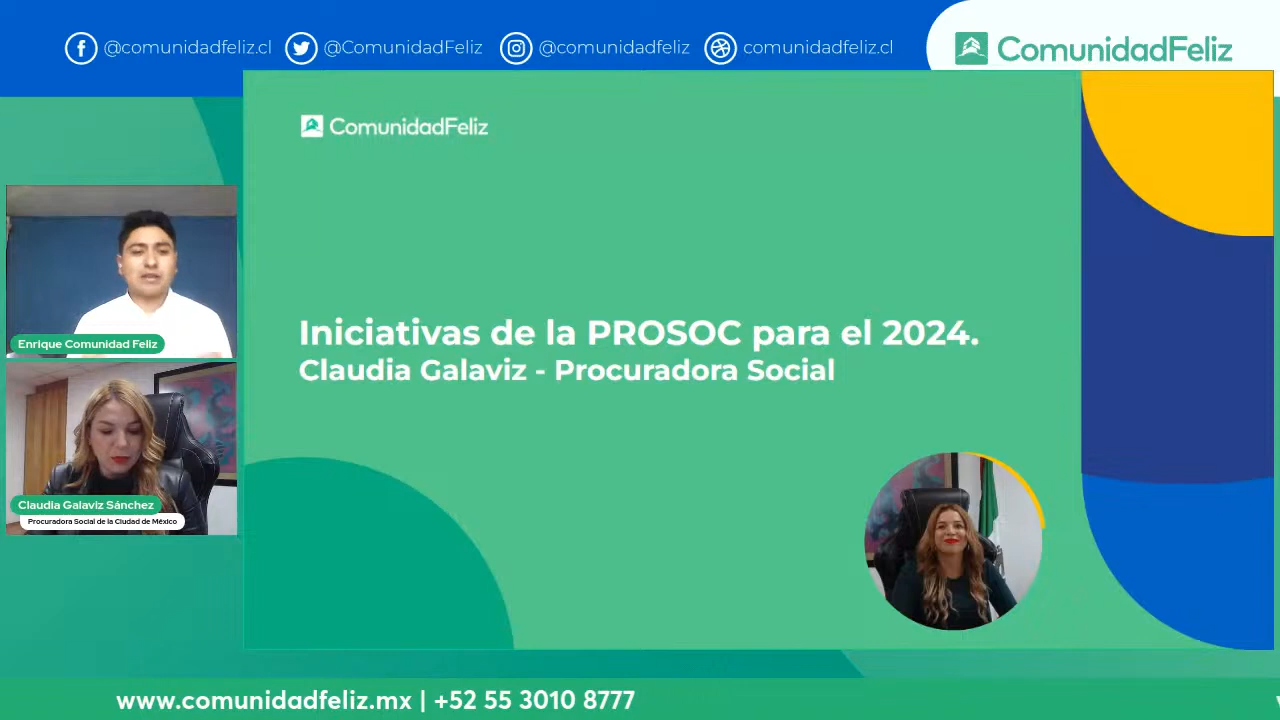 @comunidadfeliz.cl @ComunidadFeliz @comunidadfeliz comunidadfeliz.cl
ComunidadFeliz
ComunidadFeliz
Iniciativas de la PROSOC para el 2024.
Claudia Galaviz - Procuradora Social
Enrique Comunidad Feliz
Claudia Galaviz Sánchez
Procuradora Social de la Ciudad de México
www.comunidadfeliz.mx | +52 55 3010 8777